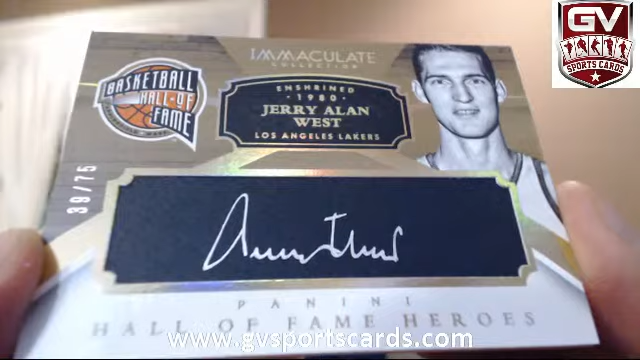 GV
SPORTS CARDS
IMMACULATE
COLLECTION
BASKETBALL
HALL·OF
FAME
ENSHRINED
·1980·
JERRY ALAN
WEST
LOS ANGELES LAKERS
39/75
PANINI
HALL OF FAME HEROES
www.gvsportscards.com